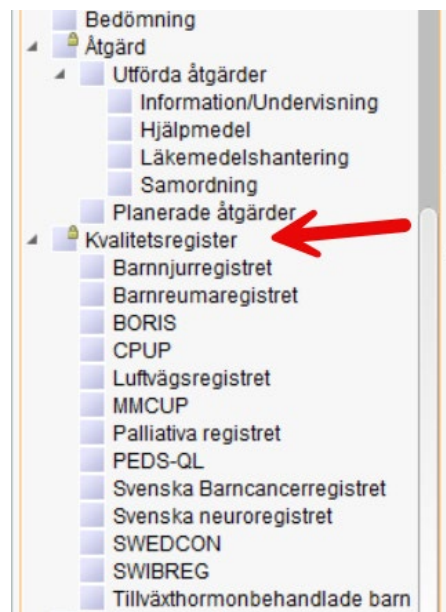 Bedömning
Åtgärd
Utförda åtgärder
Information/Undervisning
Hjälpmedel
Läkemedelshantering
Samordning
Planerade åtgärder
Kvalitetsregister
Barnnjurregistret
Barnreumaregistret
BORIS
CPUP
Luftvägsregistret
MMCUP
Palliativa registret
PEDS-QL
Svenska Barncancerregistret
Svenska neuroregistret
SWEDCON
SWIBREG
Tillväxthormonbehandlade barn